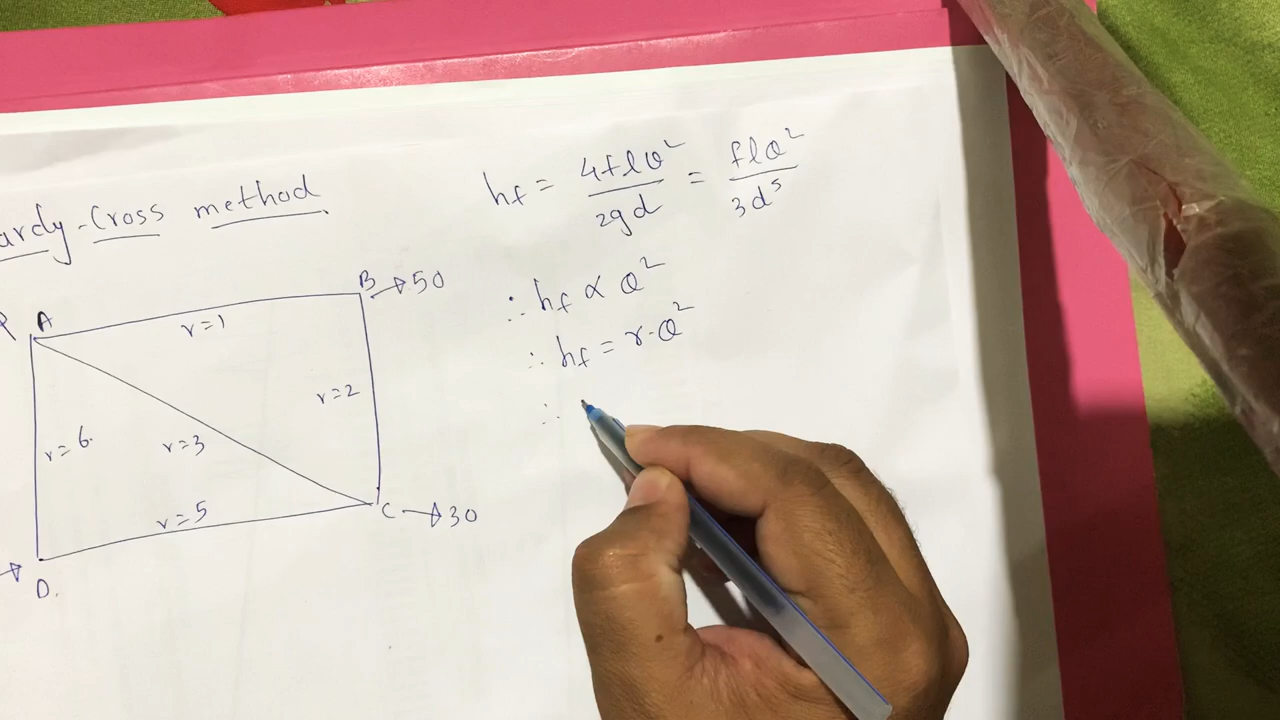 ardy-Cross method
hf = 4flQ² / 2gd = flQ² / 3d⁵
∴ hf ∝ Q²
∴ hf = r·Q²
∴
A
B → 50
r=1
r=2
r=6.
r=3
r=5
C → 30
D.